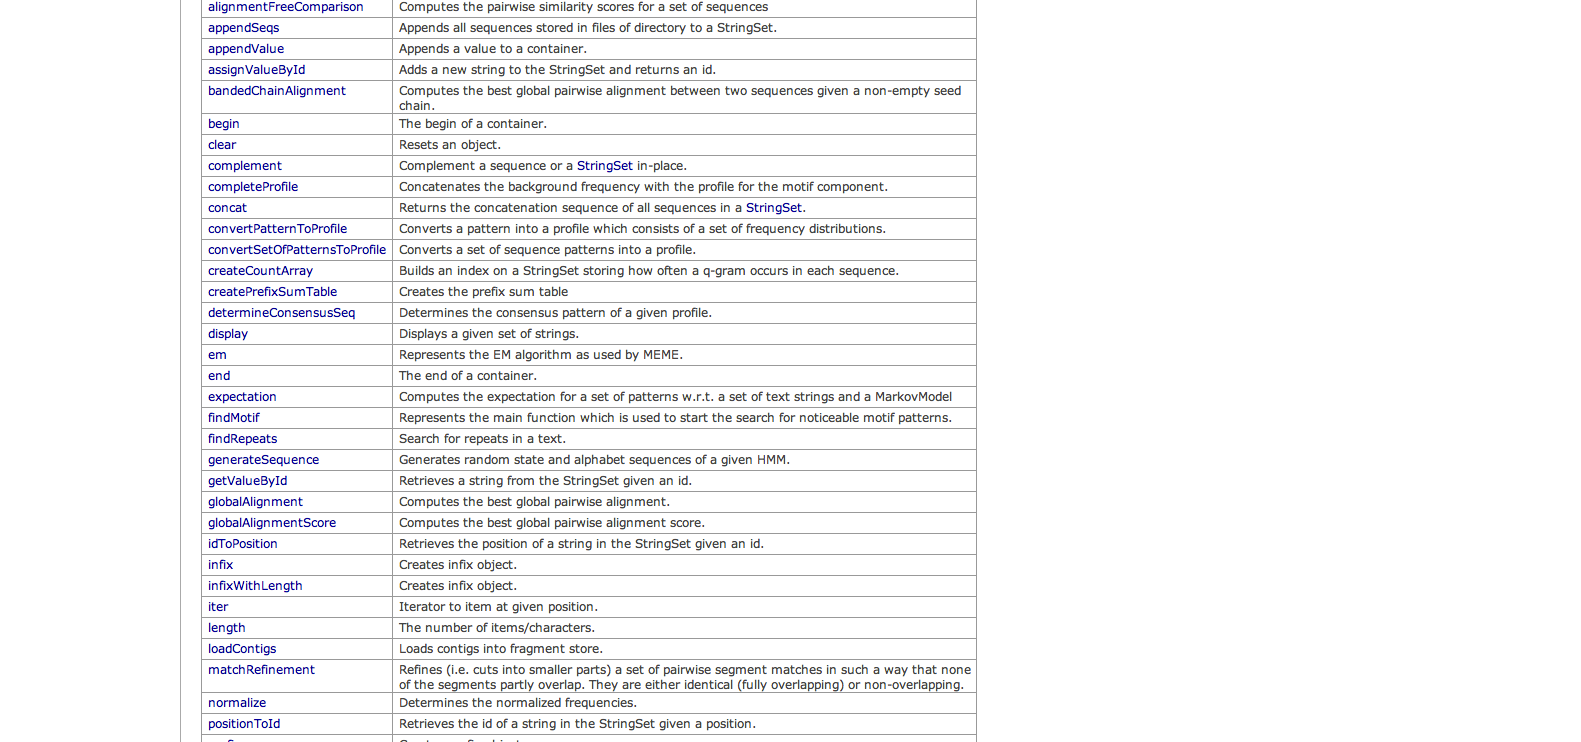 alignmentFreeComparison Computes the pairwise similarity scores for a set of sequences
appendSeqs Appends all sequences stored in files of directory to a StringSet.
appendValue Appends a value to a container.
assignValueById Adds a new string to the StringSet and returns an id.
bandedChainAlignment Computes the best global pairwise alignment between two sequences given a non-empty seed
chain.
begin The begin of a container.
clear Resets an object.
complement Complement a sequence or a StringSet in-place.
completeProfile Concatenates the background frequency with the profile for the motif component.
concat Returns the concatenation sequence of all sequences in a StringSet.
convertPatternToProfile Converts a pattern into a profile which consists of a set of frequency distributions.
convertSetOfPatternsToProfile Converts a set of sequence patterns into a profile.
createCountArray Builds an index on a StringSet storing how often a q-gram occurs in each sequence.
createPrefixSumTable Creates the prefix sum table
determineConsensusSeq Determines the consensus pattern of a given profile.
display Displays a given set of strings.
em Represents the EM algorithm as used by MEME.
end The end of a container.
expectation Computes the expectation for a set of patterns w.r.t. a set of text strings and a MarkovModel
findMotif Represents the main function which is used to start the search for noticeable motif patterns.
findRepeats Search for repeats in a text.
generateSequence Generates random state and alphabet sequences of a given HMM.
getValueById Retrieves a string from the StringSet given an id.
globalAlignment Computes the best global pairwise alignment.
globalAlignmentScore Computes the best global pairwise alignment score.
idToPosition Retrieves the position of a string in the StringSet given an id.
infix Creates infix object.
infixWithLength Creates infix object.
iter Iterator to item at given position.
length The number of items/characters.
loadContigs Loads contigs into fragment store.
matchRefinement Refines (i.e. cuts into smaller parts) a set of pairwise segment matches in such a way that none
of the segments partly overlap. They are either identical (fully overlapping) or non-overlapping.
normalize Determines the normalized frequencies.
positionToId Retrieves the id of a string in the StringSet given a position.